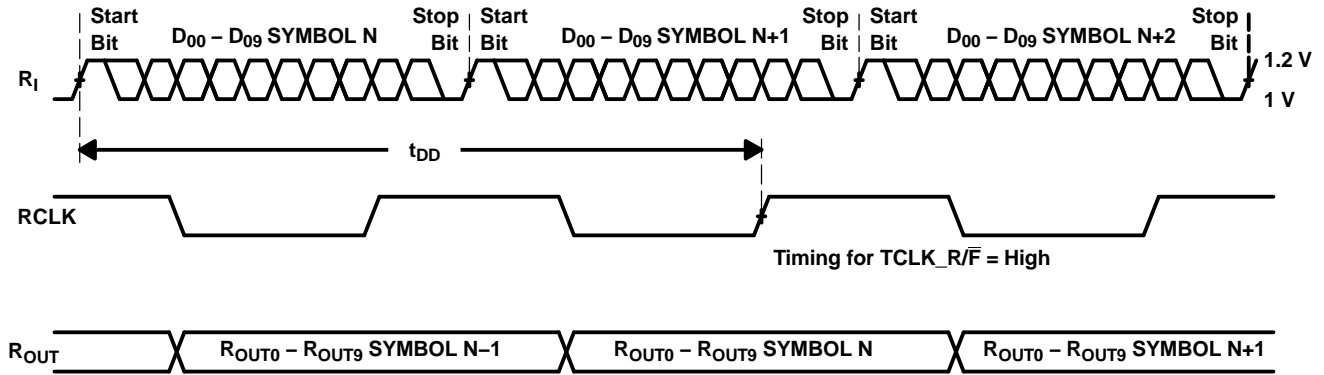 Start Stop Start Stop Start Stop
Bit D00 – D09 SYMBOL N Bit Bit D00 – D09 SYMBOL N+1 Bit Bit D00 – D09 SYMBOL N+2 Bit
1.2 V
RI
1 V
tDD
RCLK
Timing for TCLK_R/F̅ = High
ROUT ROUT0 – ROUT9 SYMBOL N–1 ROUT0 – ROUT9 SYMBOL N ROUT0 – ROUT9 SYMBOL N+1